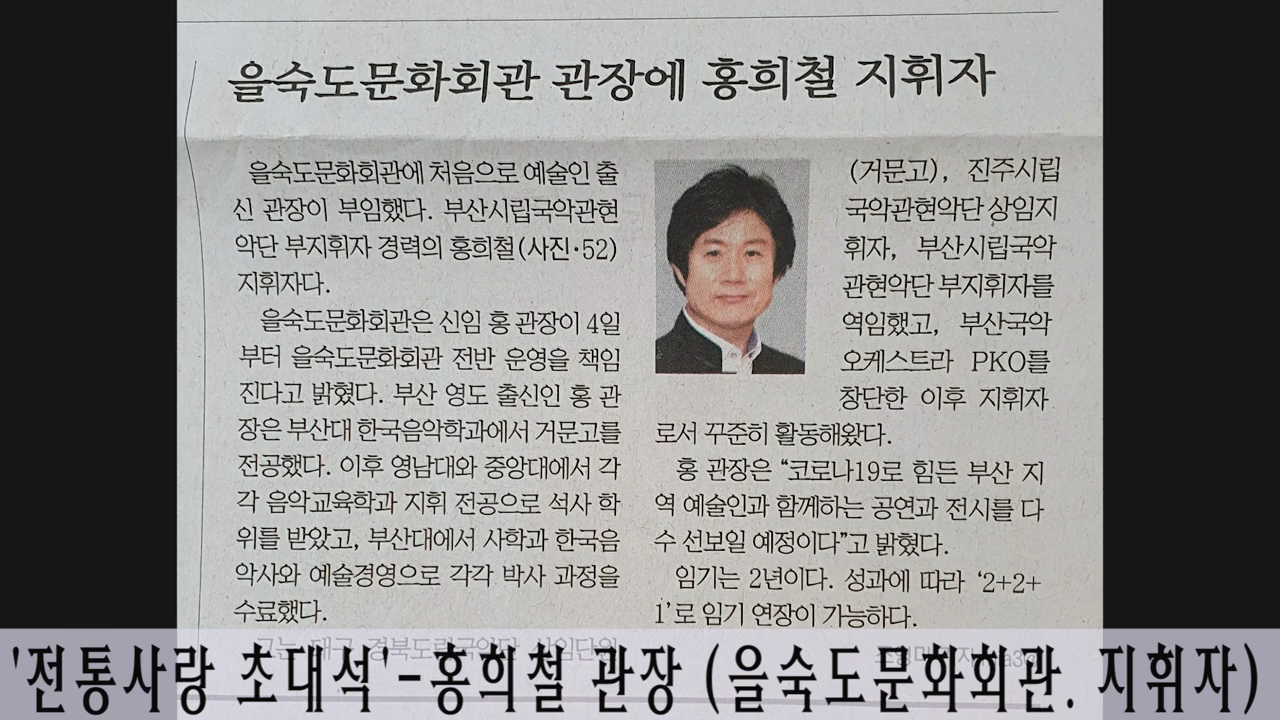 을숙도문화회관 관장에 홍희철 지휘자
을숙도문화회관에 처음으로 예술인 출
신 관장이 부임했다. 부산시립국악관현
악단 부지휘자 경력의 홍희철(사진·52)
지휘자다.
을숙도문화회관은 신임 홍 관장이 4일
부터 을숙도문화회관 전반 운영을 책임
진다고 밝혔다. 부산 영도 출신인 홍 관
장은 부산대 한국음악학과에서 거문고를
전공했다. 이후 영남대와 중앙대에서 각
각 음악교육학과 지휘 전공으로 석사 학
위를 받았고, 부산대에서 사학과 한국음
악사와 예술경영으로 각각 박사 과정을
수료했다.
그는 대구 경북도립국악단 상임단원
(거문고), 진주시립
국악관현악단 상임지
휘자, 부산시립국악
관현악단 부지휘자를
역임했고, 부산국악
오케스트라 PKO를
창단한 이후 지휘자
로서 꾸준히 활동해왔다.
홍 관장은 “코로나19로 힘든 부산 지
역 예술인과 함께하는 공연과 전시를 다
수 선보일 예정이다”고 밝혔다.
임기는 2년이다. 성과에 따라 ‘2+2+
1’로 임기 연장이 가능하다.
'전통사랑 초대석'-홍희철 관장 (을숙도문화회관. 지휘자)